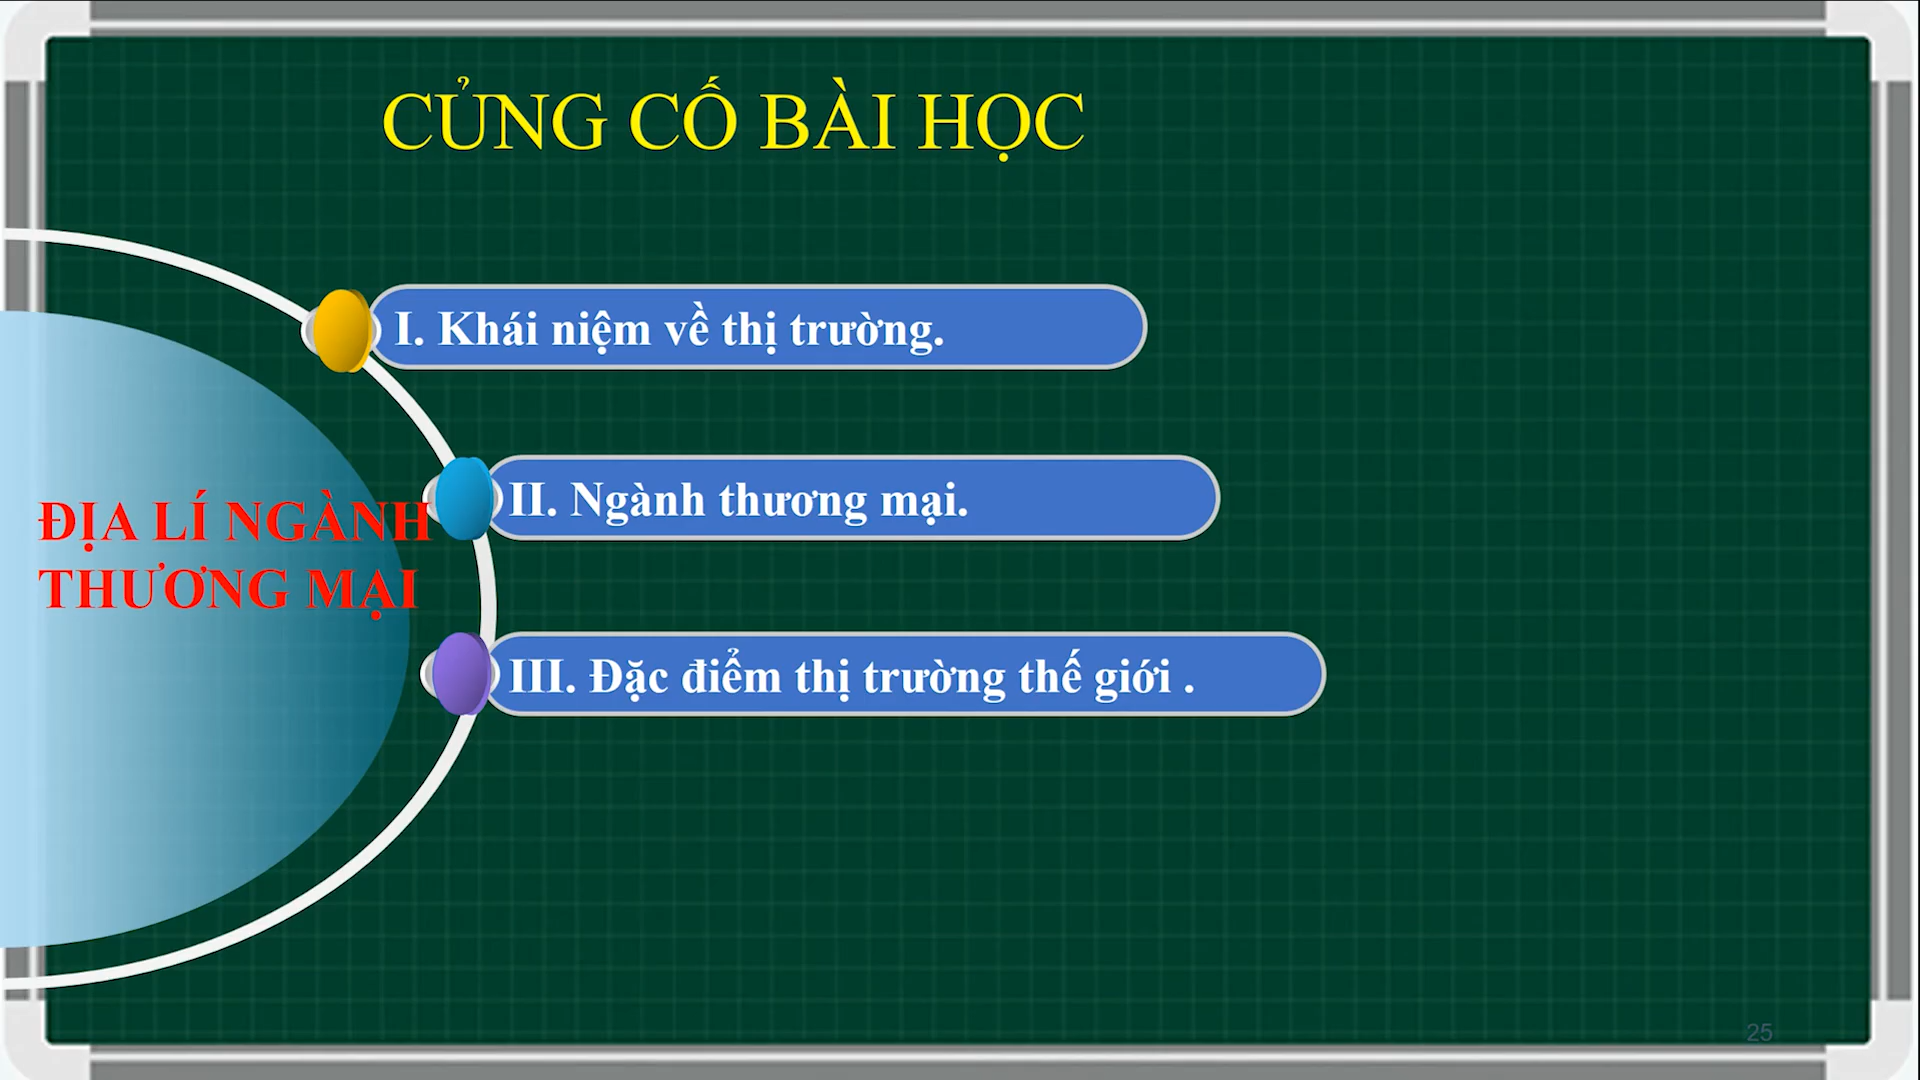 CỦNG CỐ BÀI HỌC
I. Khái niệm về thị trường.
II. Ngành thương mại.
ĐỊA LÍ NGÀNH
THƯƠNG MẠI
III. Đặc điểm thị trường thế giới .
25